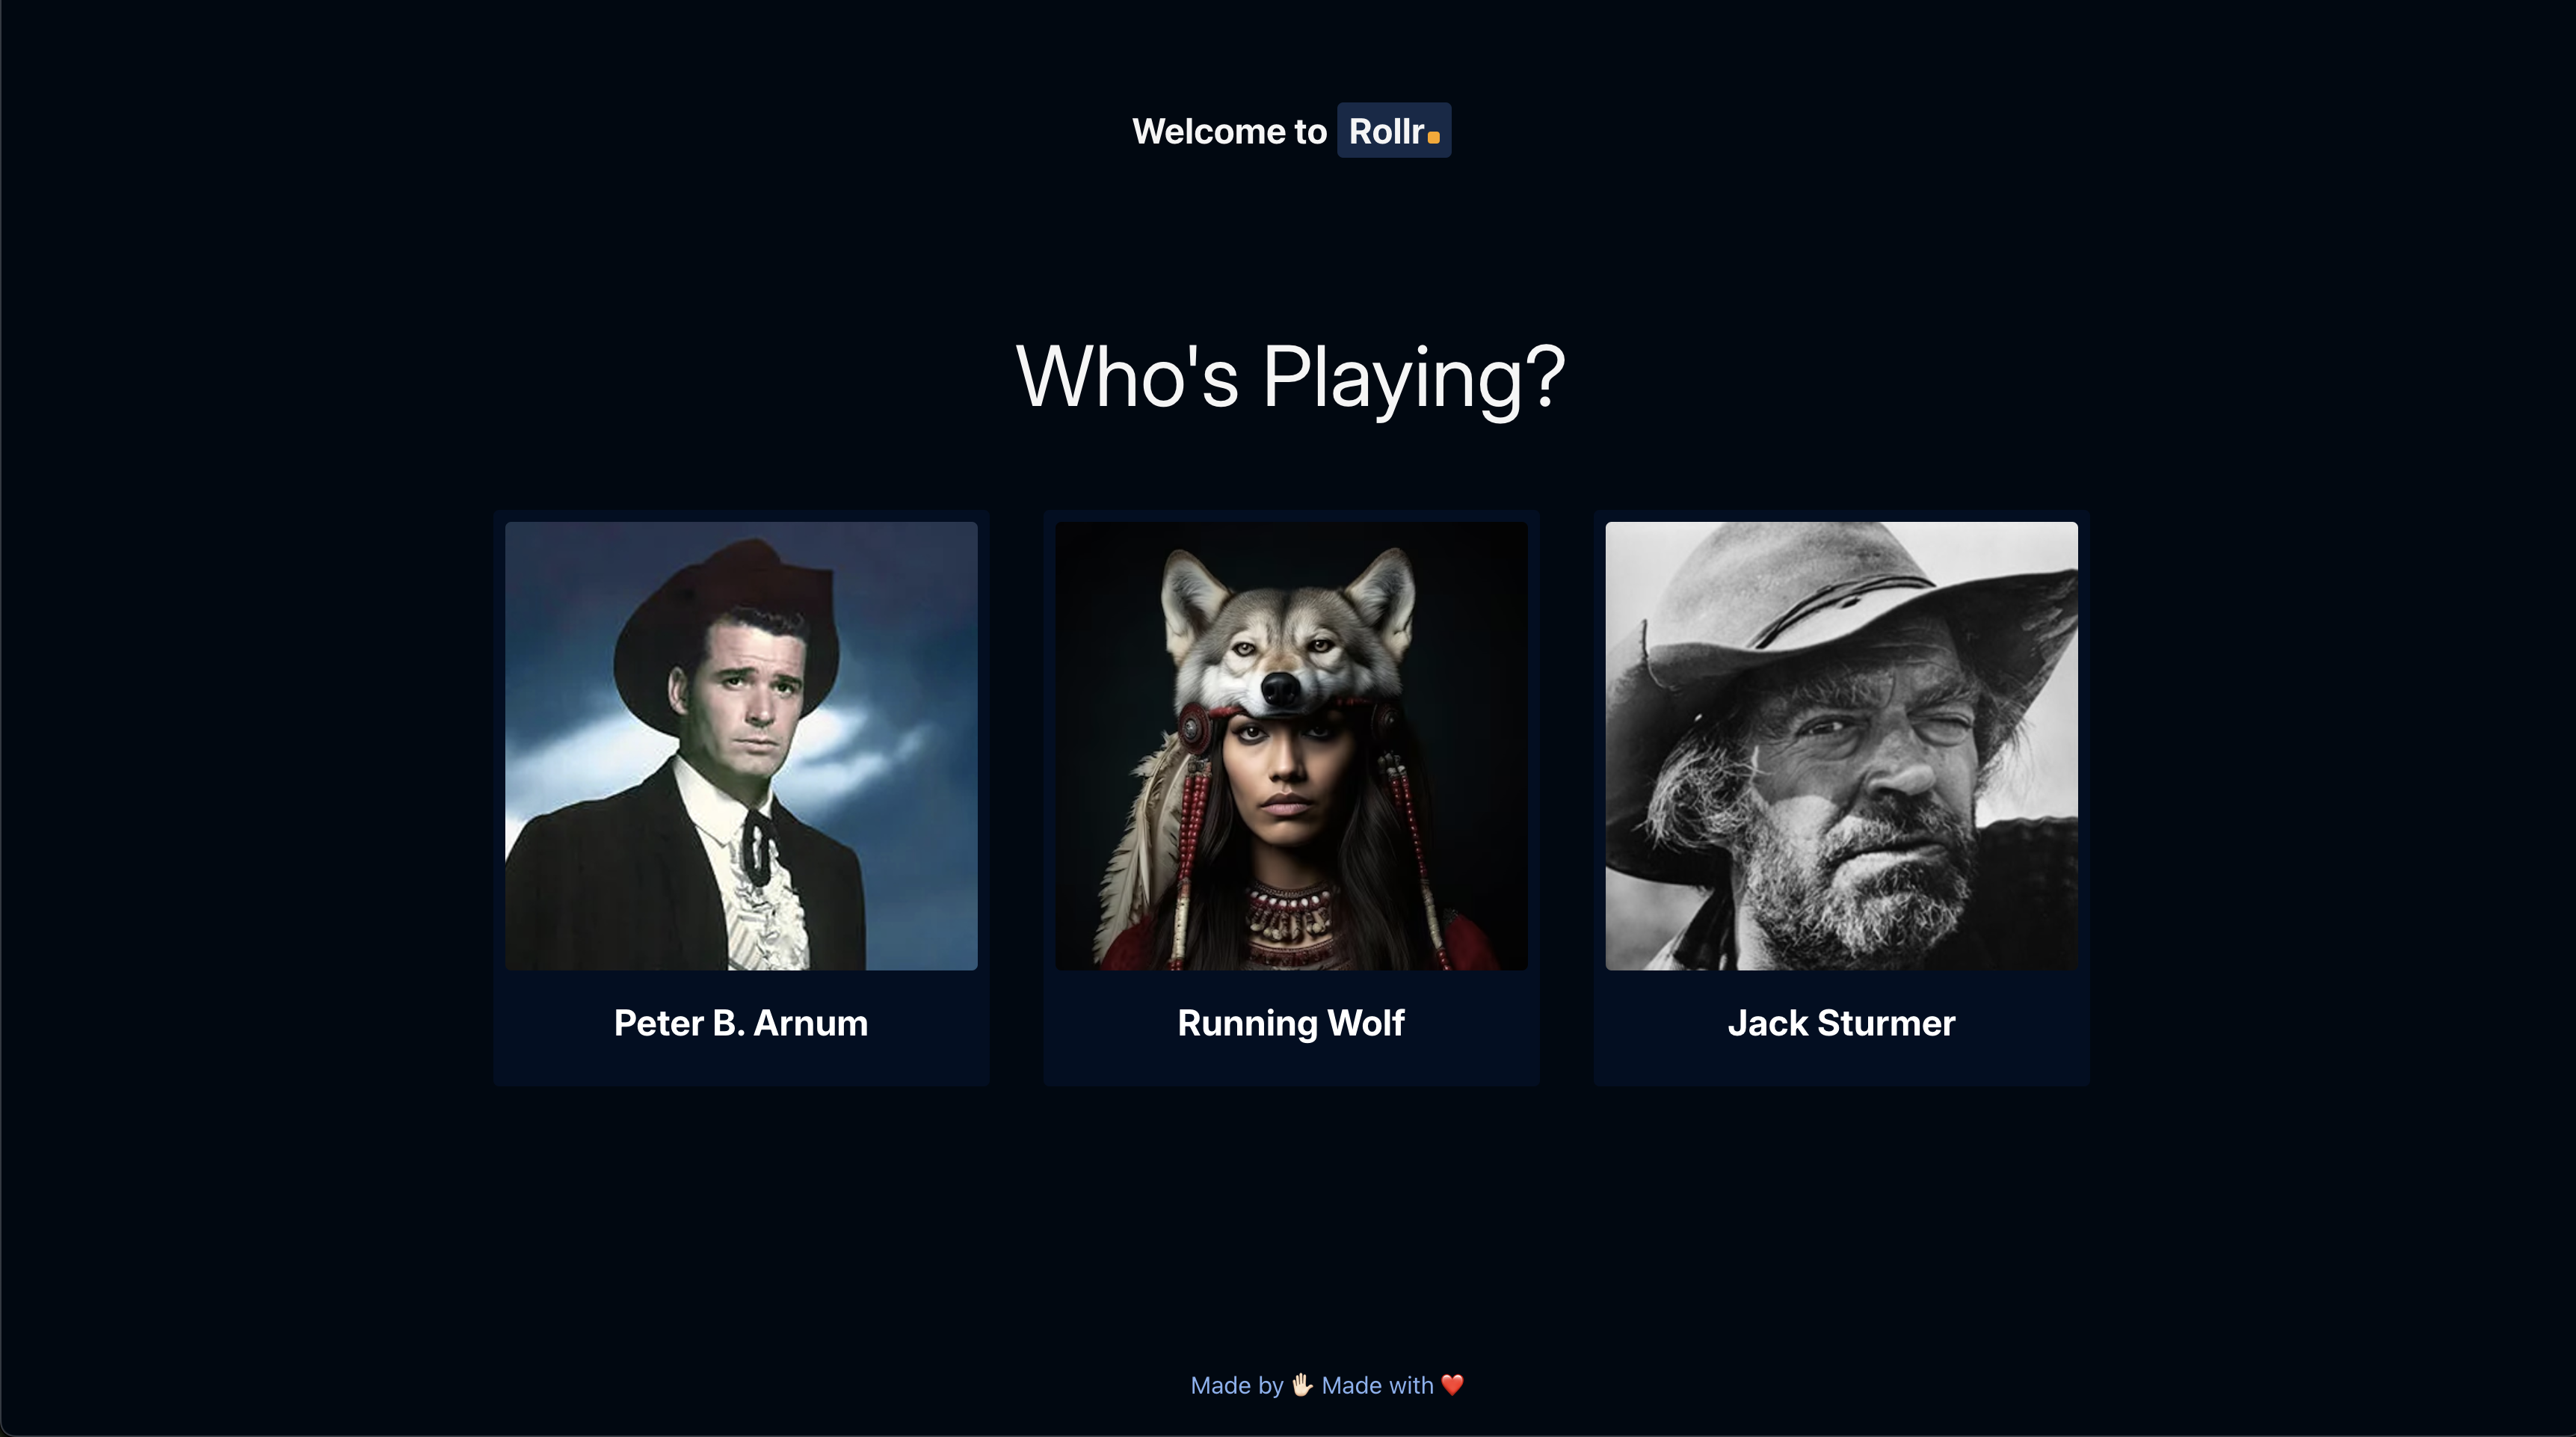 Welcome to Rollr.
Who's Playing?
Peter B. Arnum
Running Wolf
Jack Sturmer
Made by 🖐🏻 Made with ❤️